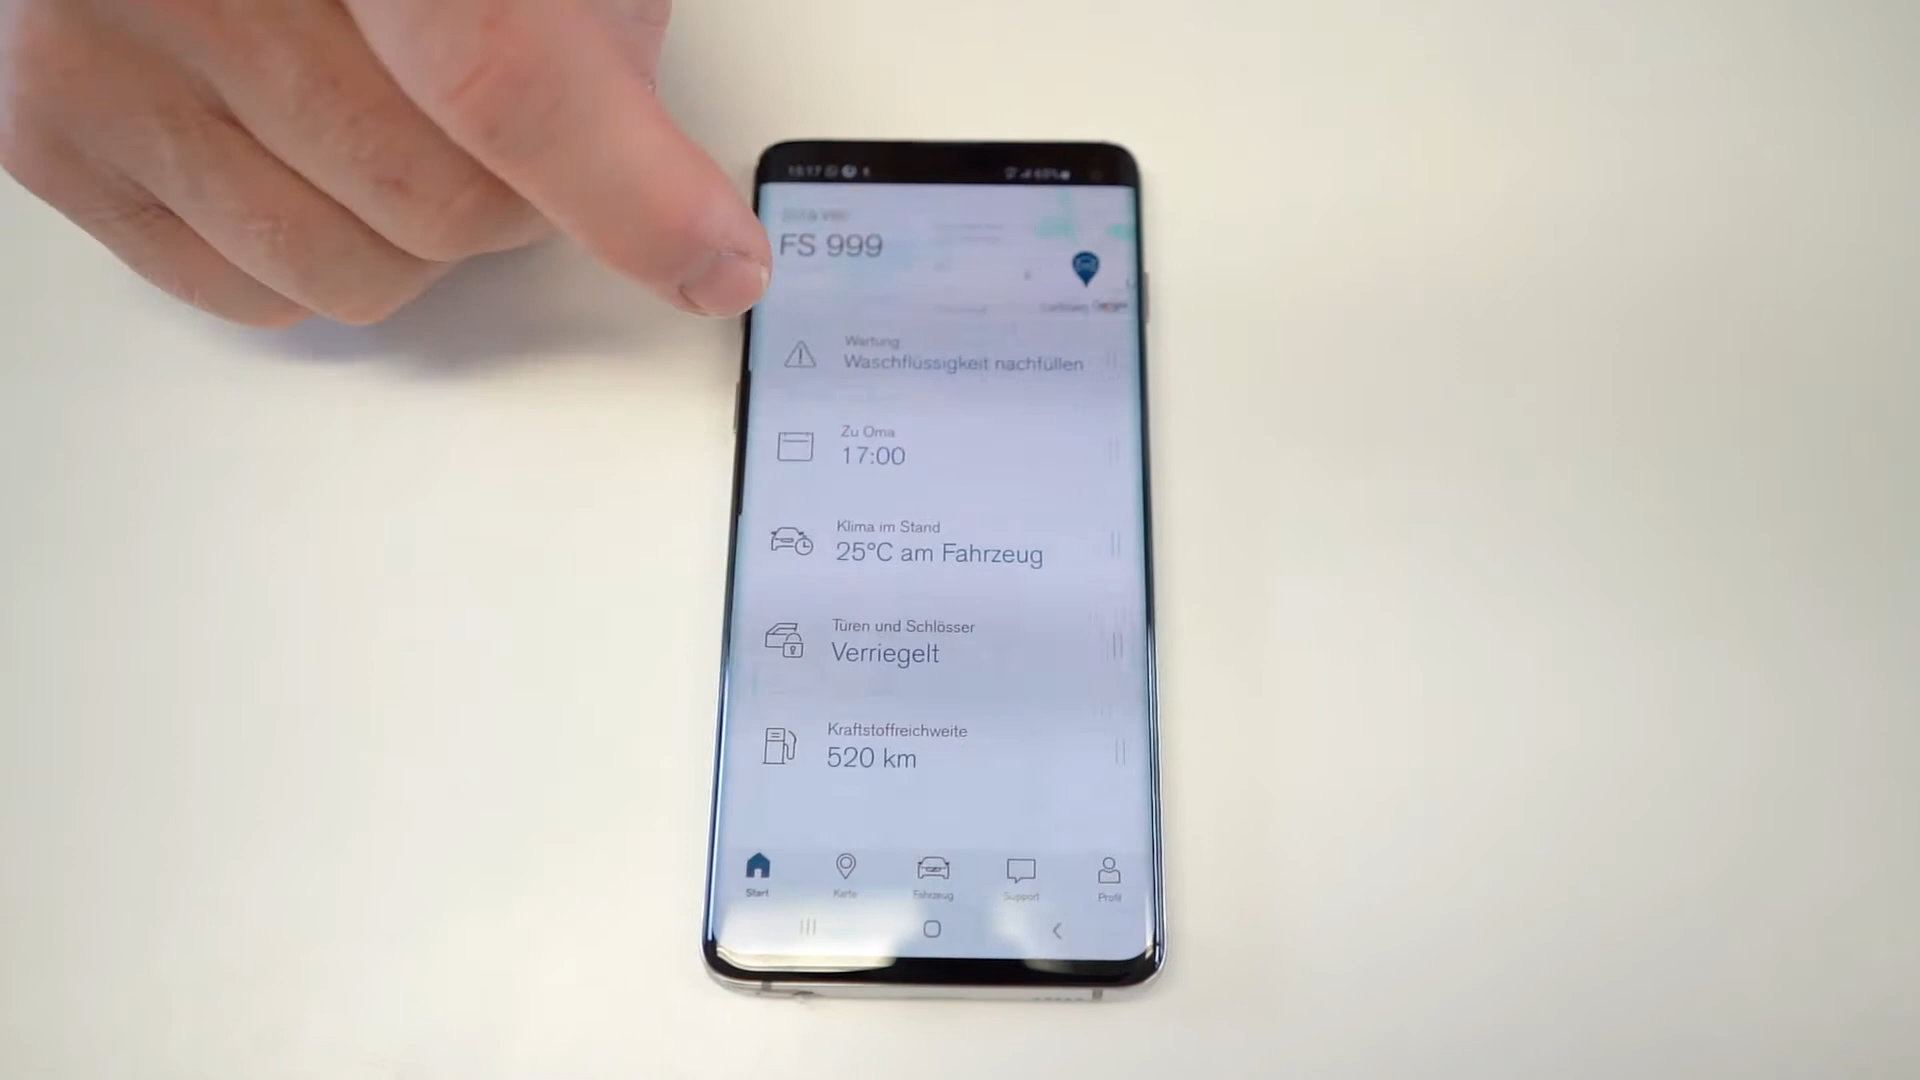 FS 999
Wartung
Waschflüssigkeit nachfüllen
Zu Oma
17:00
Klima im Stand
25°C am Fahrzeug
Türen und Schlösser
Verriegelt
Kraftstoffreichweite
520 km
Start
Karte
Fahrzeug
Support
Profil